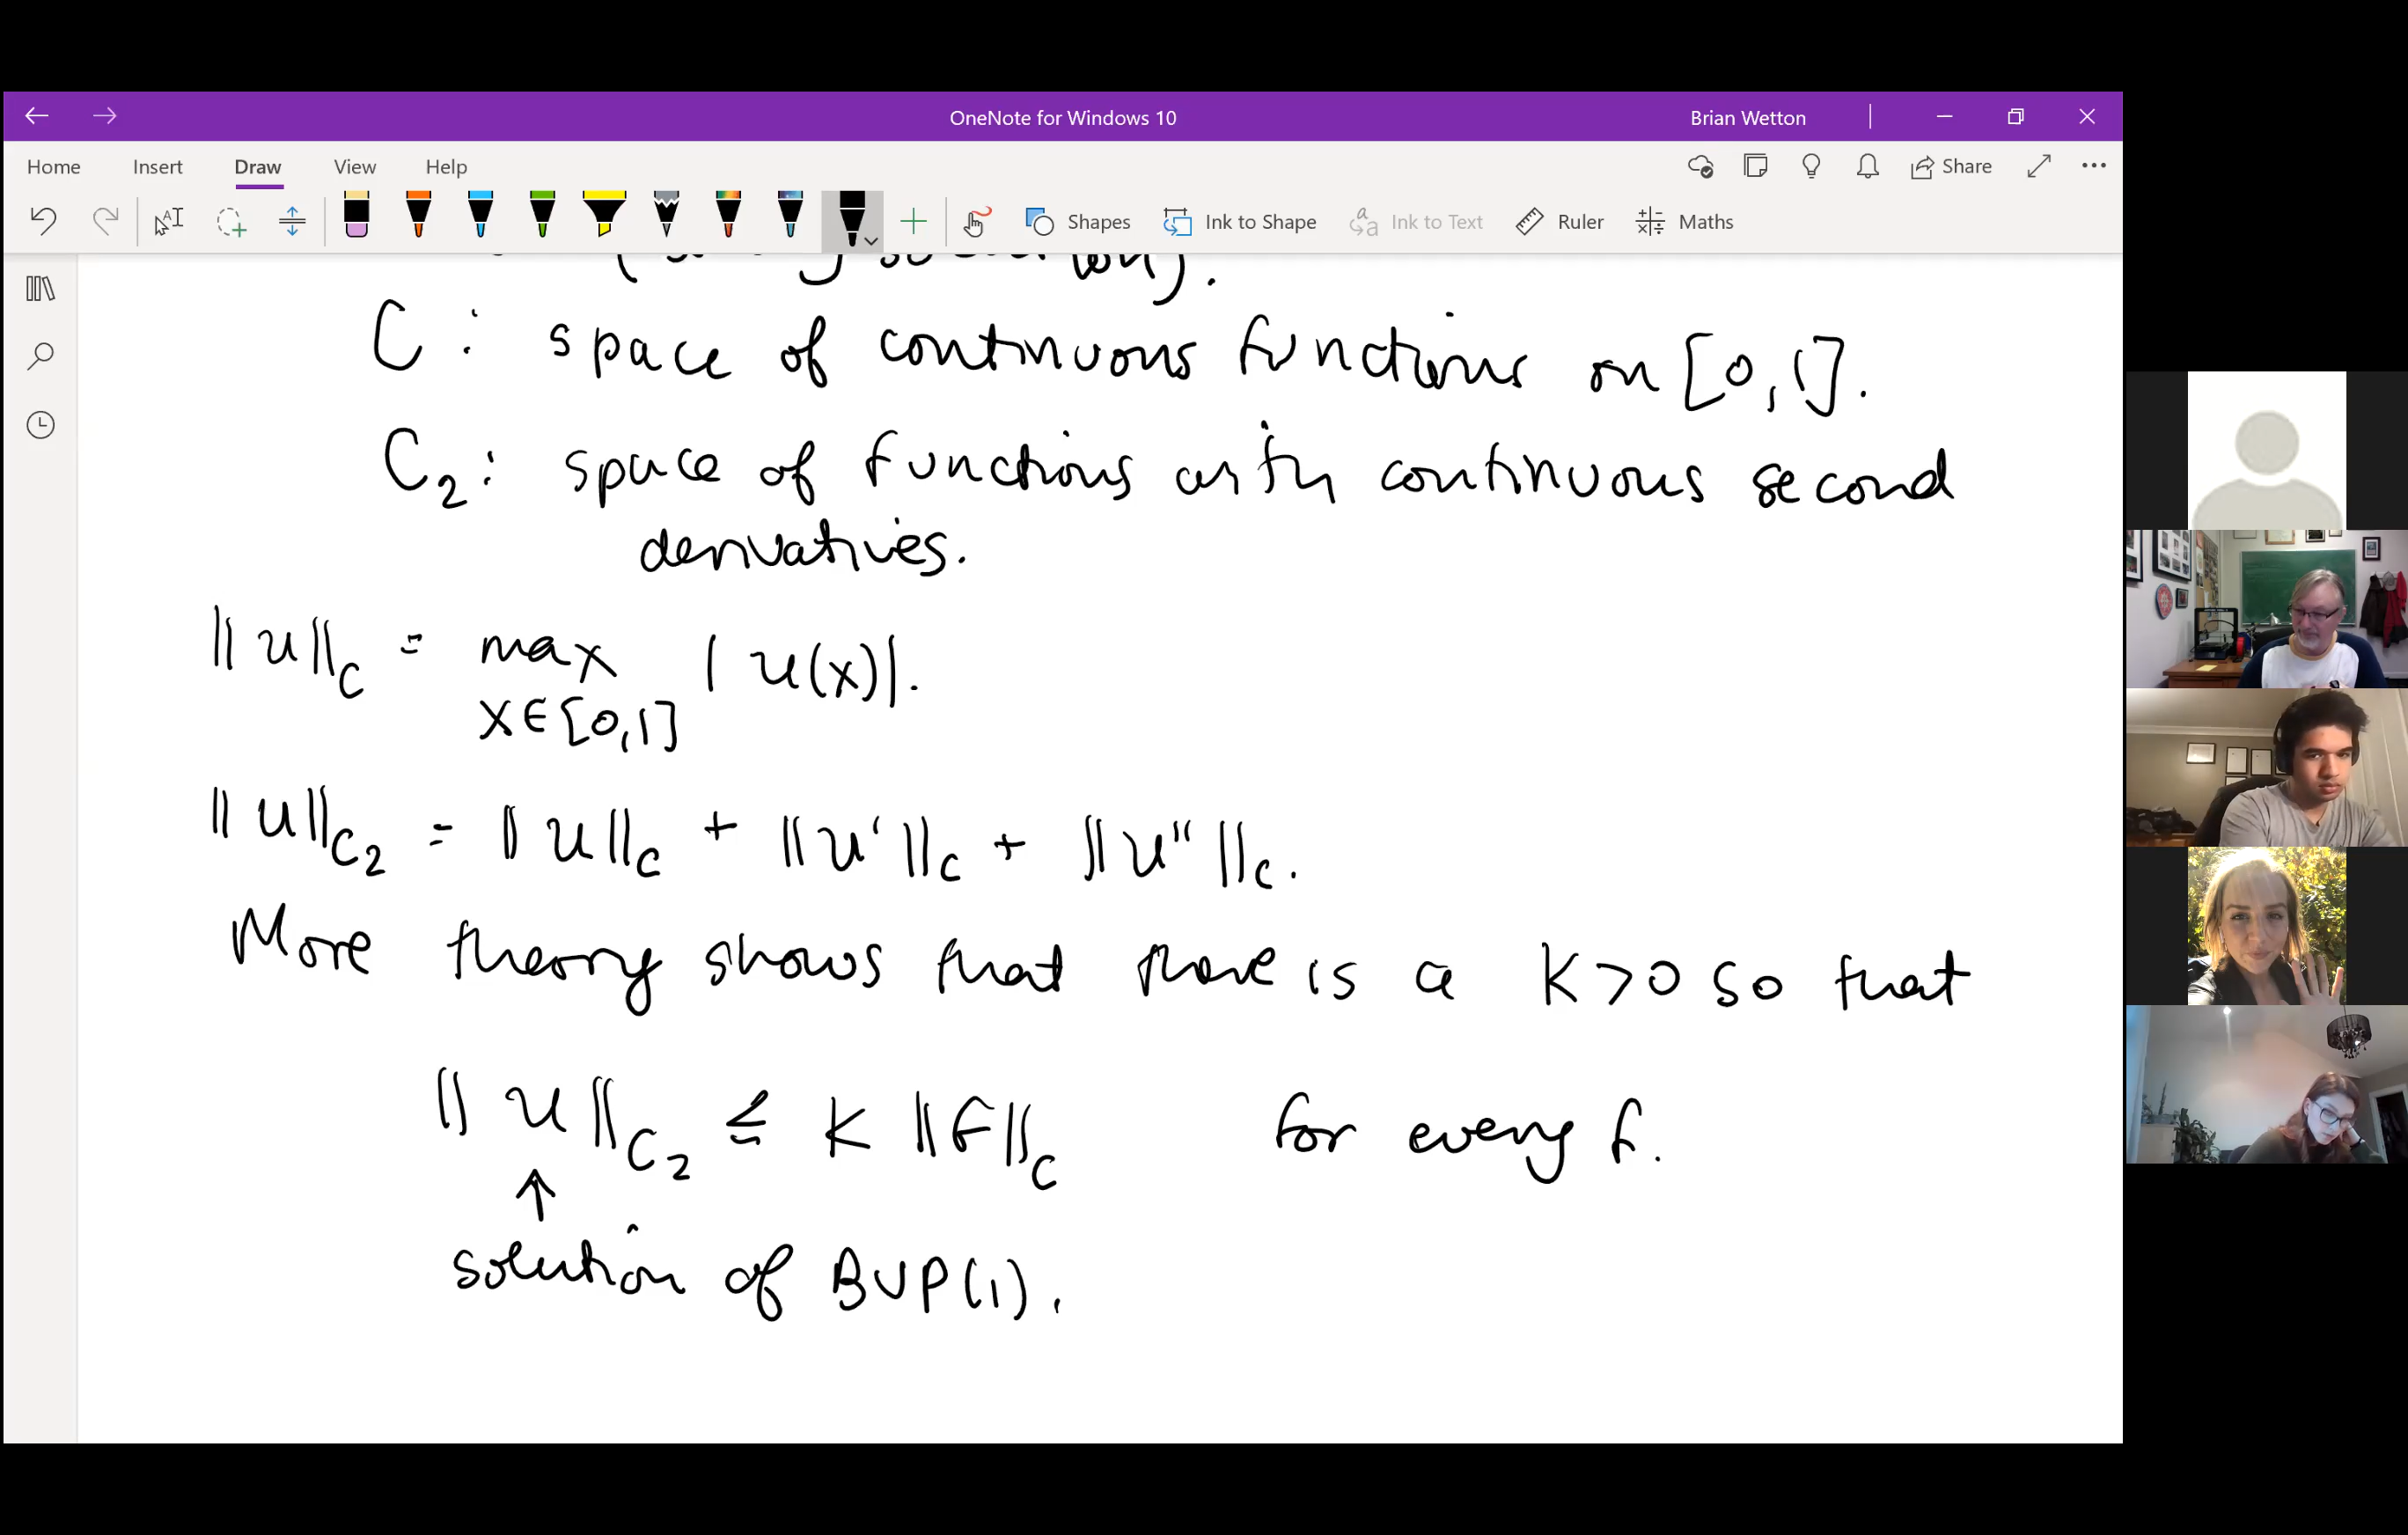 OneNote for Windows 10
Brian Wetton
Home Insert Draw View Help
Share
Shapes Ink to Shape Ink to Text Ruler Maths
C : space of continuous functions on [0,1].
C₂ : space of functions with continuous second
derivatives.
‖u‖_C = max |u(x)|.
x∈[0,1]
‖u‖_C₂ = ‖u‖_C + ‖u'‖_C + ‖u''‖_C.
More theory shows that there is a K>0 so that
‖u‖_C₂ ≤ K ‖f‖_C for every f.
↑
solution of BVP(1).